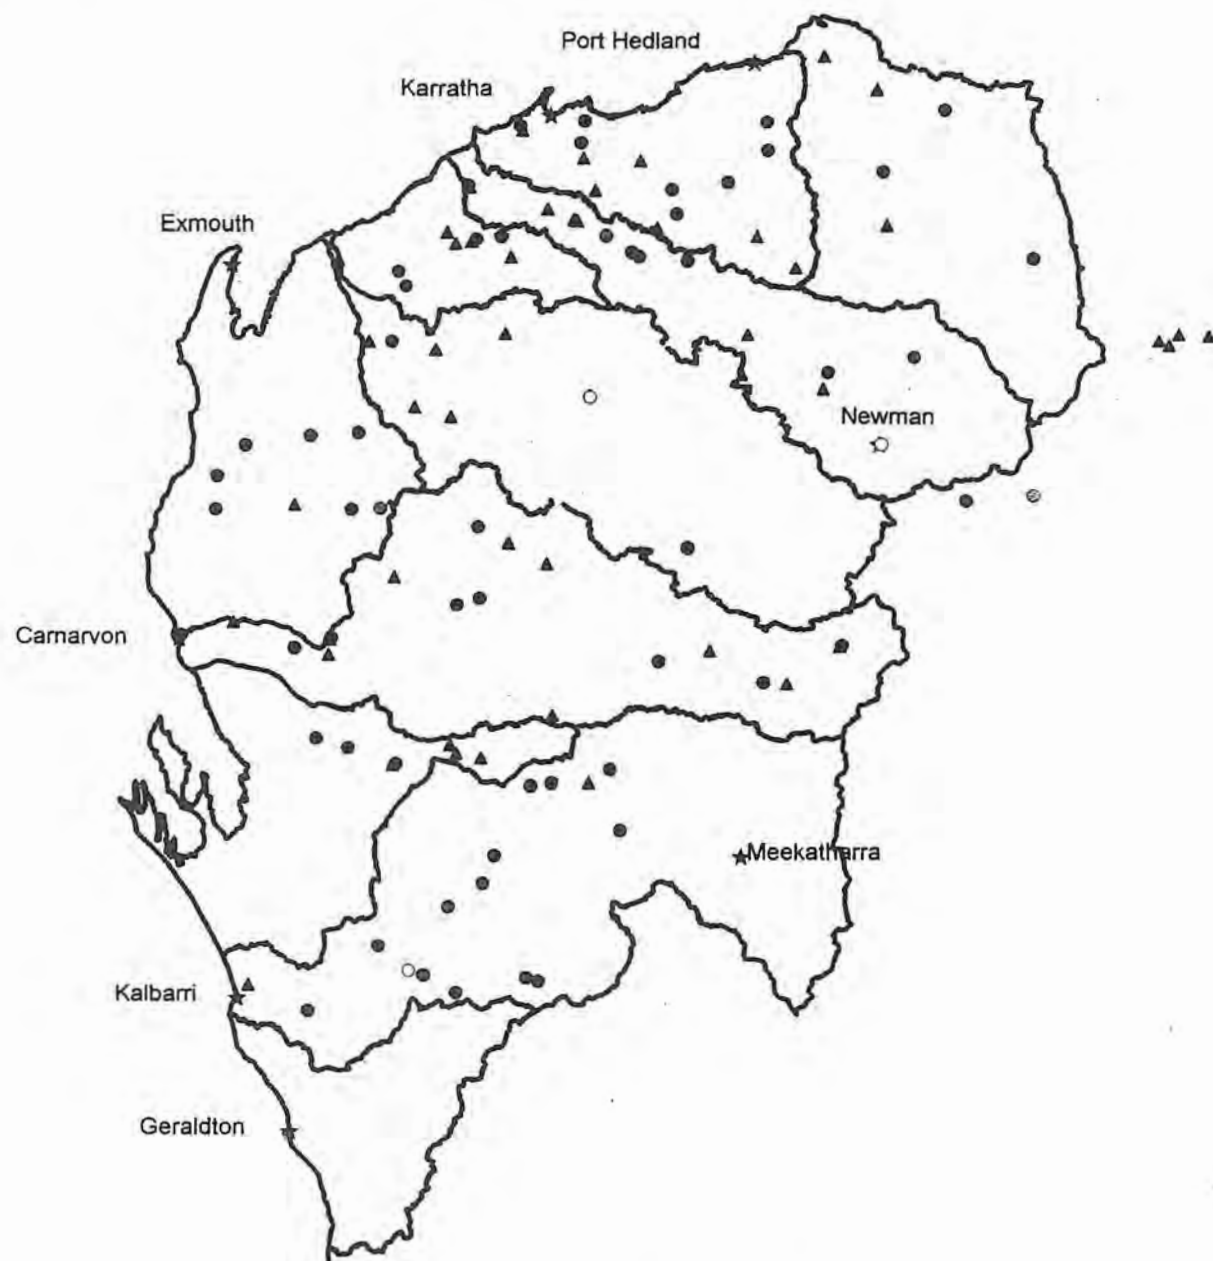 Port Hedland
Karratha
Exmouth
Newman
Carnarvon
Meekatharra
Kalbarri
Geraldton